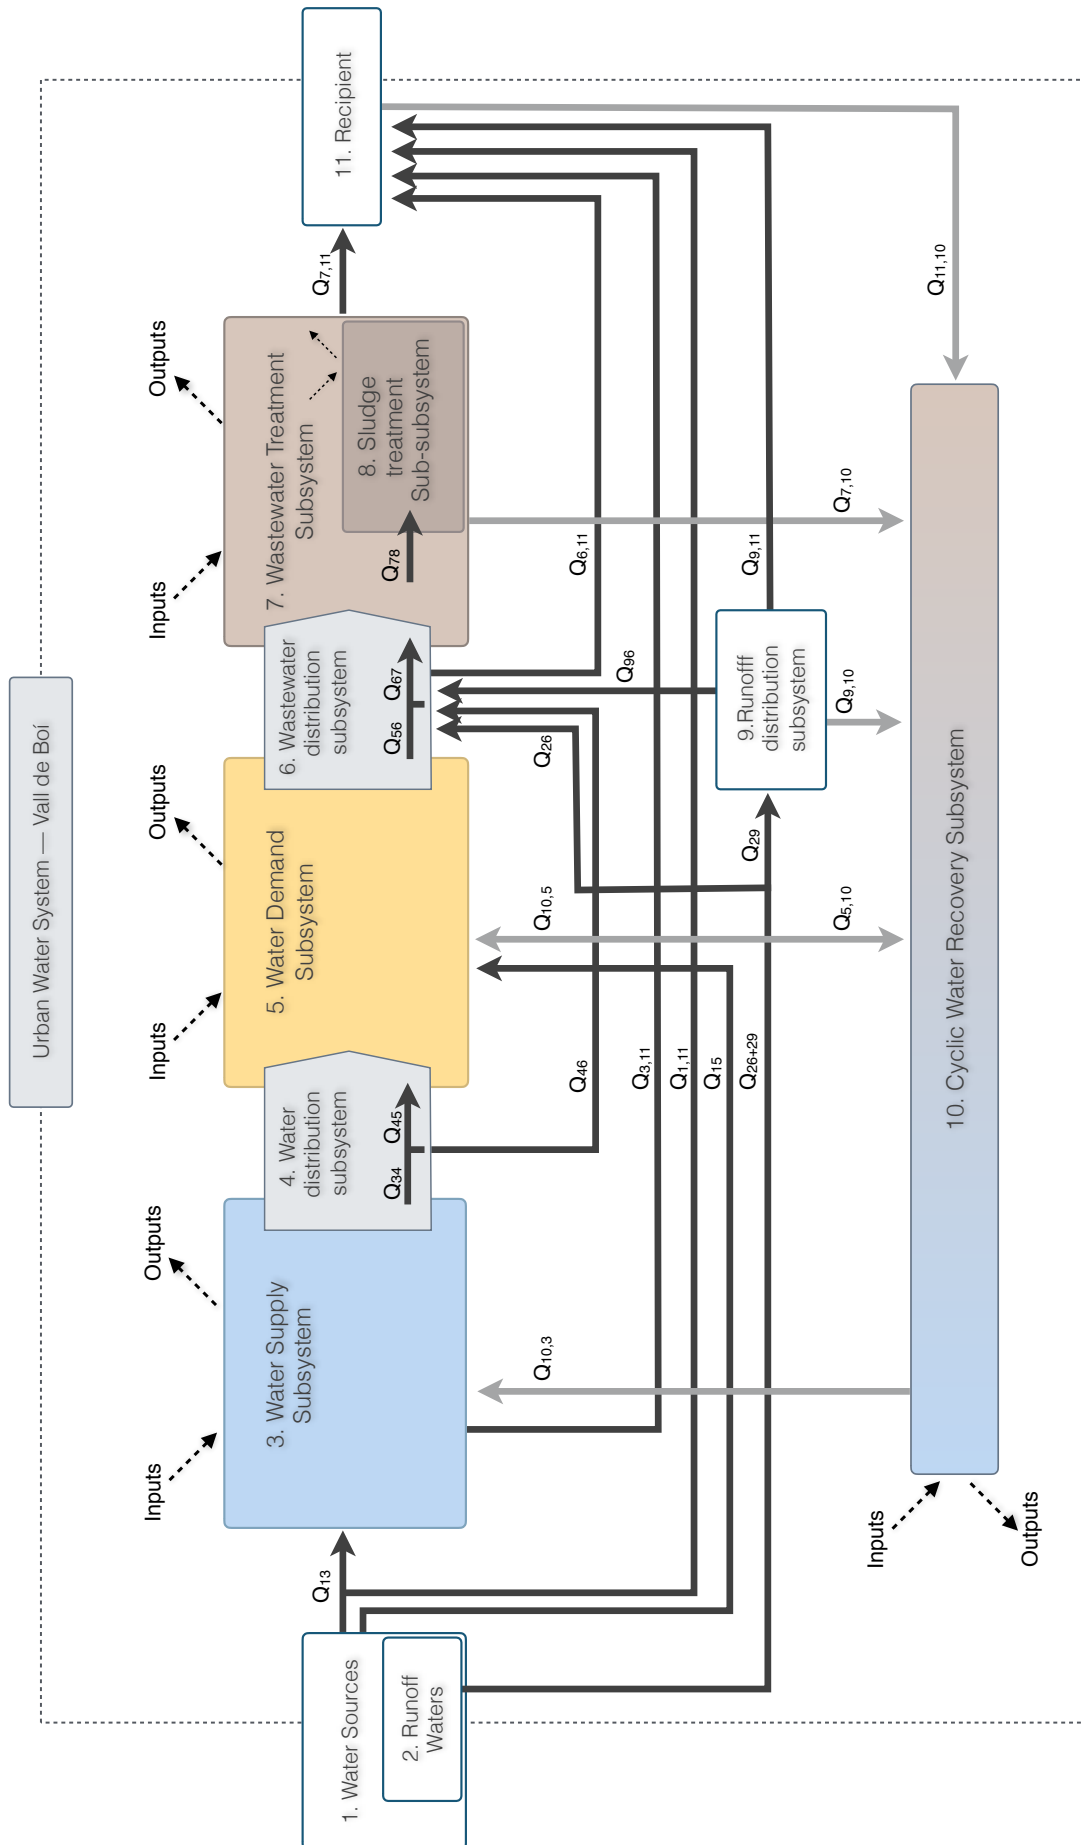 Urban Water System — Vall de Boí
Inputs
Outputs
Inputs
Outputs
Inputs
Outputs
1. Water Sources
2. Runoff
Waters
Q13
3. Water Supply
Subsystem
4. Water
distribution
subsystem
Q34
Q45
5. Water Demand
Subsystem
6. Wastewater
distribution
subsystem
Q56
Q67
7. Wastewater Treatment
Subsystem
8. Sludge
treatment
Sub-subsystem
Q78
Q7,11
11. Recipient
Q10,3
Q46
Q10,5
Q26
Q6,11
Q96
Q3,11
Q1,11
Q15
Q26+29
Q29
9.Runofff
distribution
subsystem
Q9,11
Q5,10
Q9,10
Q7,10
Q11,10
10. Cyclic Water Recovery Subsystem
Inputs
Outputs